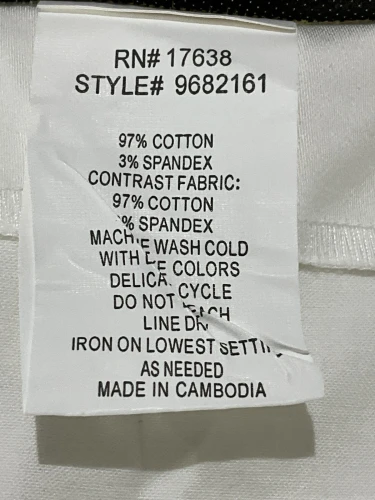 RN# 17638
STYLE# 9682161
97% COTTON
3% SPANDEX
CONTRAST FABRIC:
97% COTTON
% SPANDEX
WASH COLD
WITH COLORS
CYCLE
DO NOT
LINE
IRON ON LOWEST
AS NEEDED
MADE IN CAMBODIA